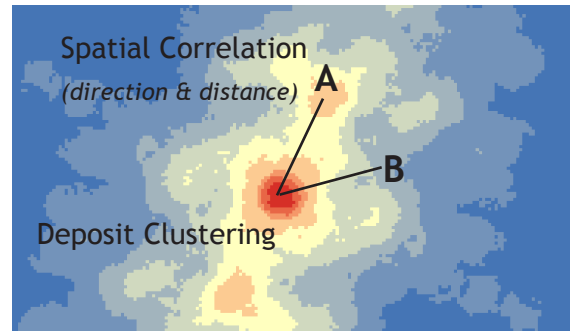 Spatial Correlation
(direction & distance)
A
B
Deposit Clustering